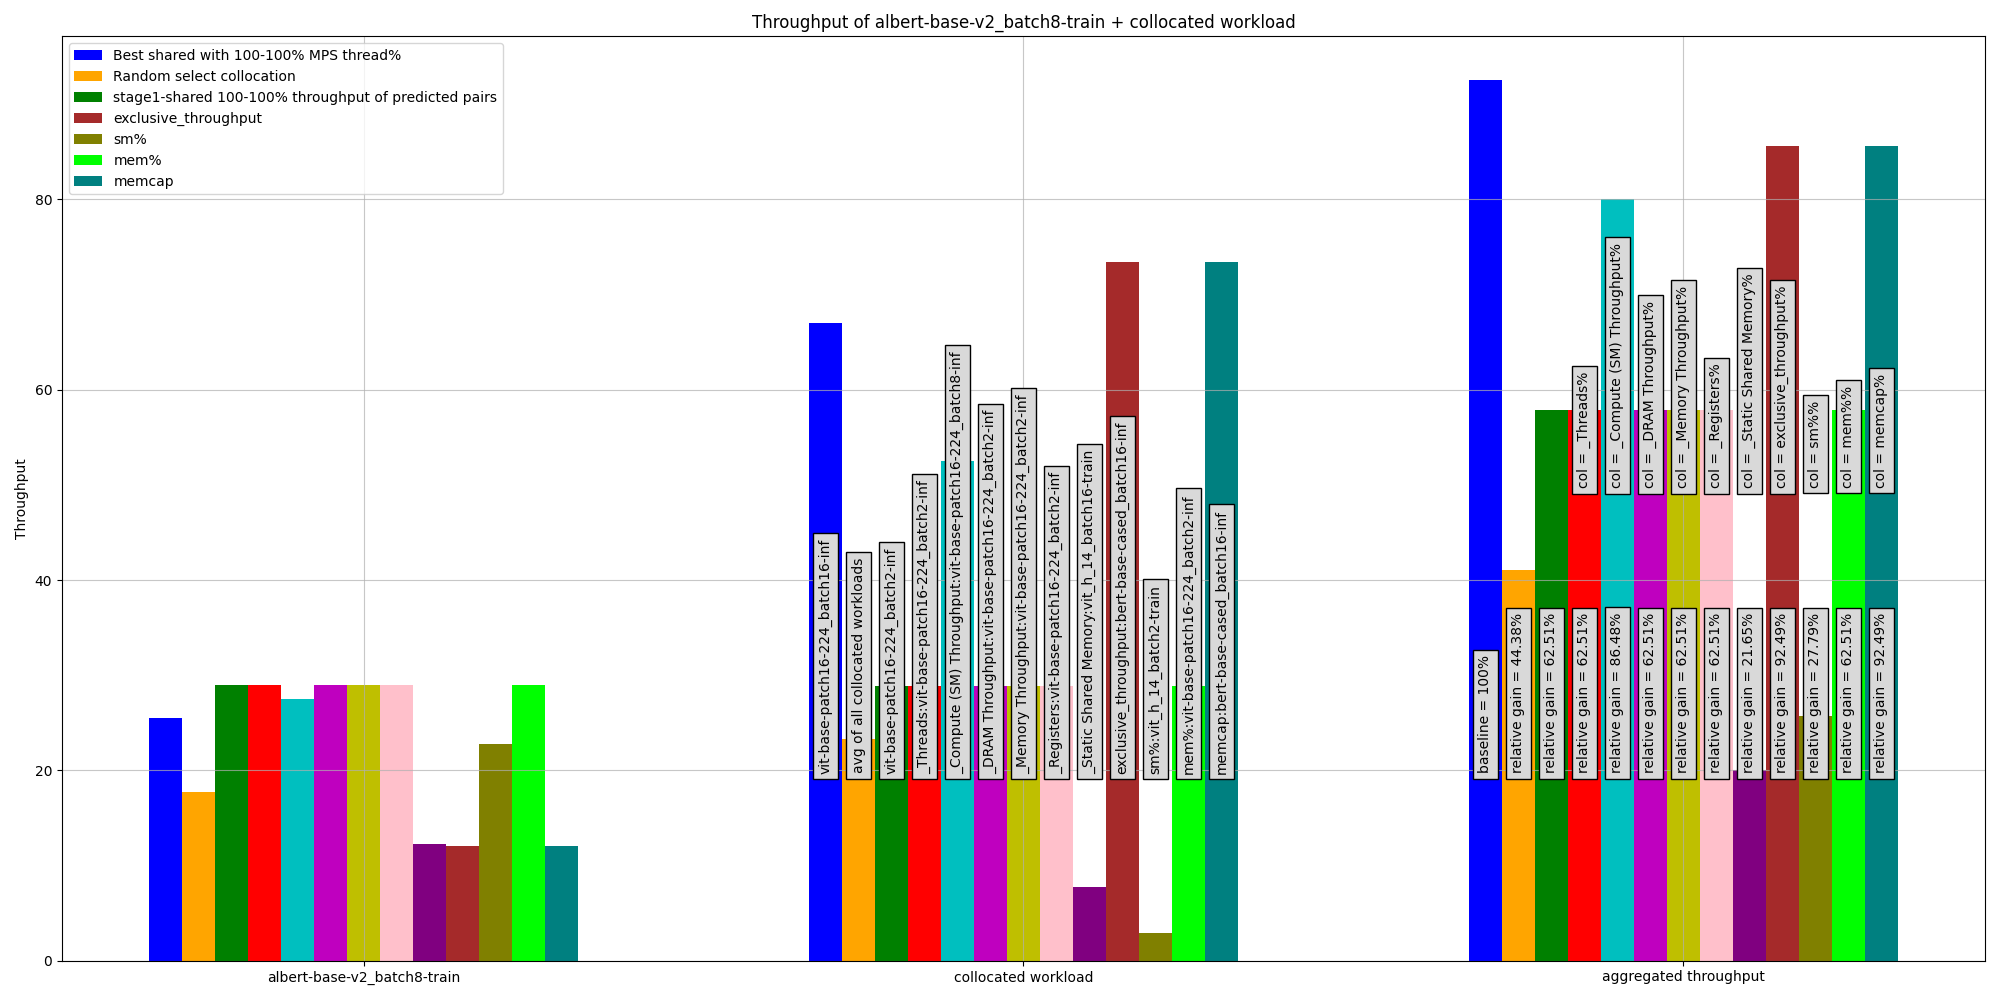 Throughput of albert-base-v2_batch8-train + collocated workload
Best shared with 100-100% MPS thread%
Random select collocation
stage1-shared 100-100% throughput of predicted pairs
exclusive_throughput
sm%
mem%
memcap
Throughput
80
60
40
20
0
vit-base-patch16-224_batch16-inf
avg of all collocated workloads
vit-base-patch16-224_batch2-inf
_Threads:vit-base-patch16-224_batch2-inf
_Compute (SM) Throughput:vit-base-patch16-224_batch8-inf
_DRAM Throughput:vit-base-patch16-224_batch2-inf
_Memory Throughput:vit-base-patch16-224_batch2-inf
_Registers:vit-base-patch16-224_batch2-inf
_Static Shared Memory:vit_h_14_batch16-train
exclusive_throughput:bert-base-cased_batch16-inf
sm%:vit_h_14_batch2-train
mem%:vit-base-patch16-224_batch2-inf
memcap:bert-base-cased_batch16-inf
col = _Threads%
col = _Compute (SM) Throughput%
col = _DRAM Throughput%
col = _Memory Throughput%
col = _Registers%
col = _Static Shared Memory%
col = exclusive_throughput%
col = sm%%
col = mem%%
col = memcap%
baseline = 100%
relative gain = 44.38%
relative gain = 62.51%
relative gain = 62.51%
relative gain = 86.48%
relative gain = 62.51%
relative gain = 62.51%
relative gain = 62.51%
relative gain = 21.65%
relative gain = 92.49%
relative gain = 27.79%
relative gain = 62.51%
relative gain = 92.49%
albert-base-v2_batch8-train
collocated workload
aggregated throughput